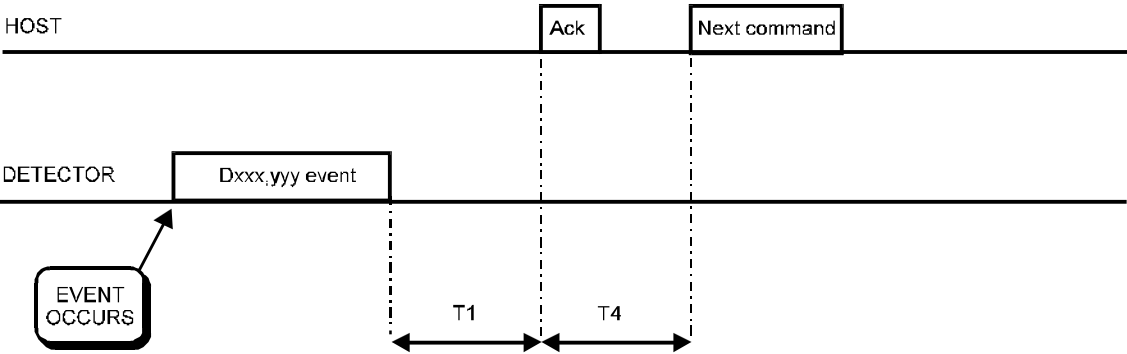 HOST
Ack
Next command
DETECTOR
Dxxx,yyy event
EVENT
OCCURS
T1
T4